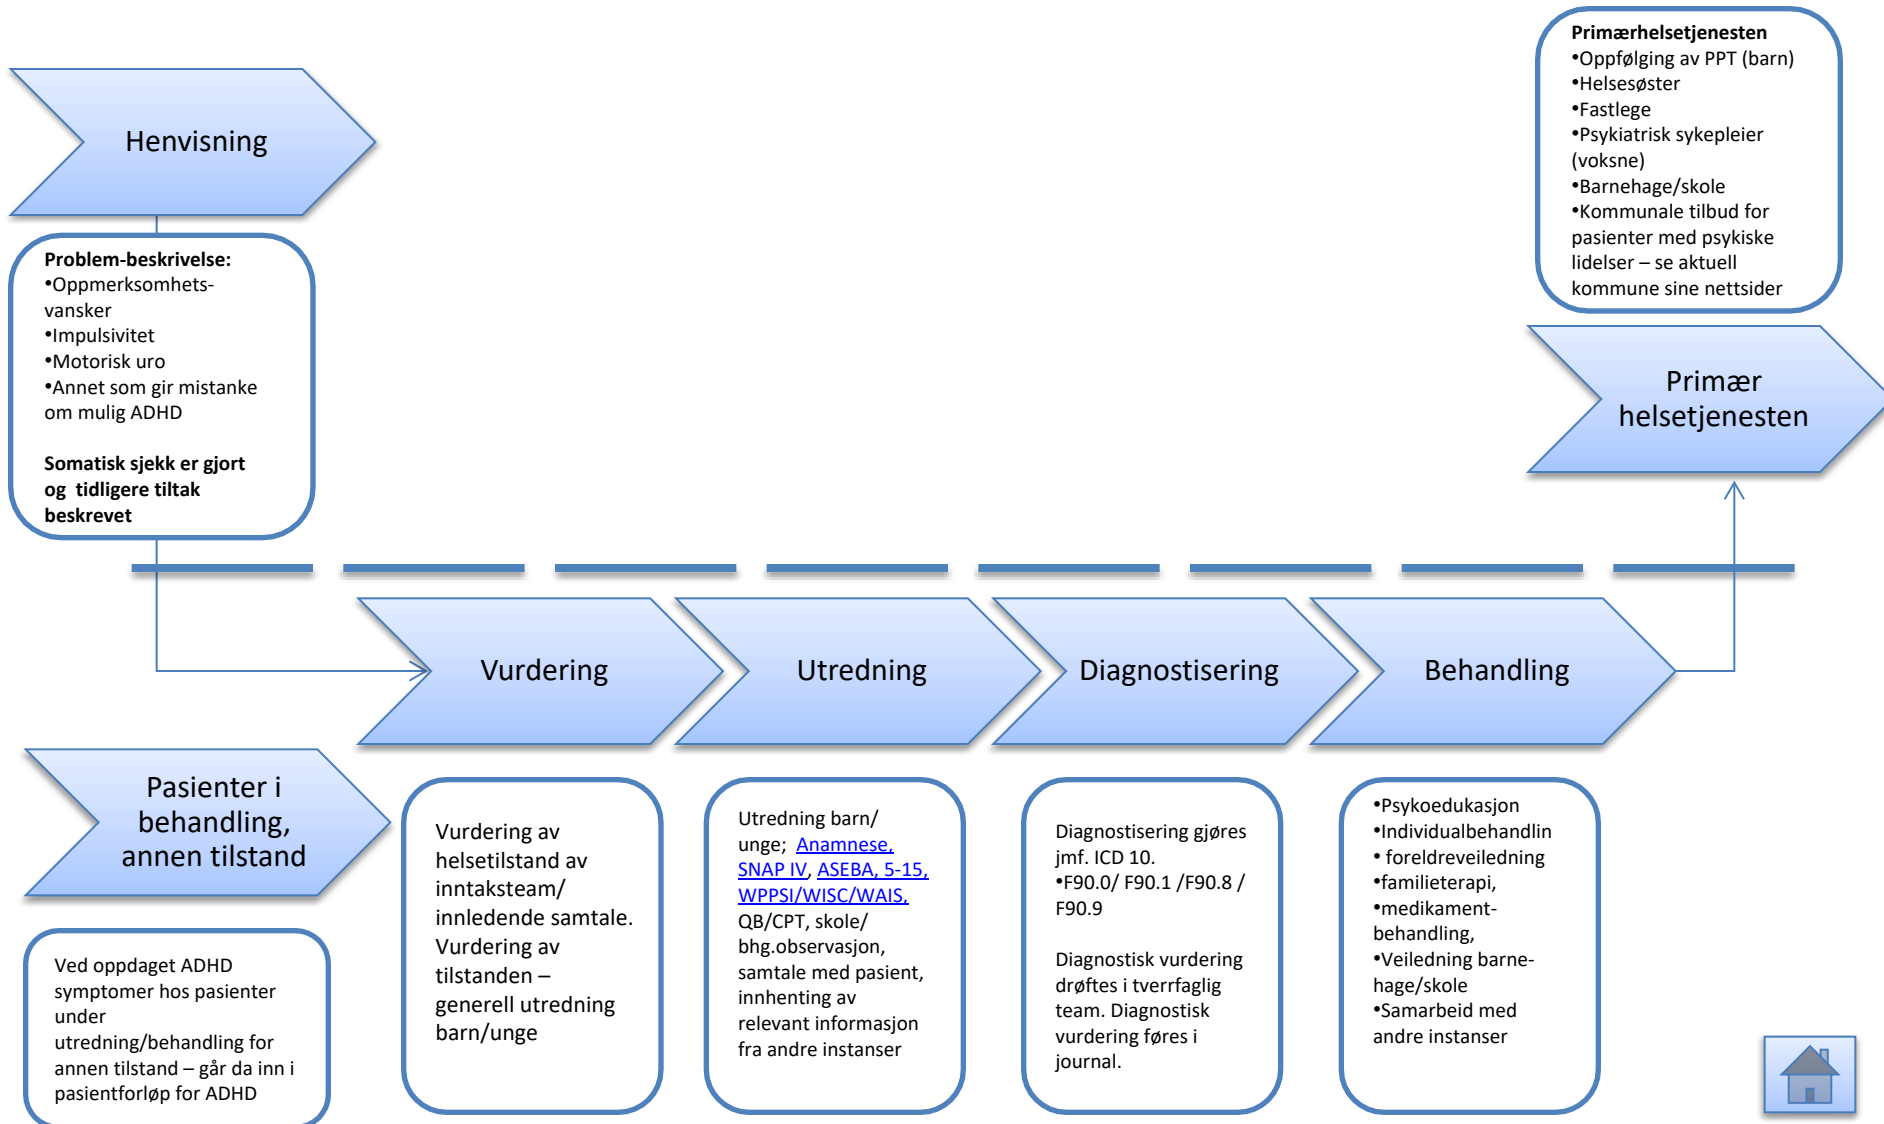 Henvisning
Problem-beskrivelse:
•Oppmerksomhets-
vansker
•Impulsivitet
•Motorisk uro
•Annet som gir mistanke
om mulig ADHD
Somatisk sjekk er gjort
og tidligere tiltak
beskrevet
Primærhelsetjenesten
•Oppfølging av PPT (barn)
•Helsesøster
•Fastlege
•Psykiatrisk sykepleier
(voksne)
•Barnehage/skole
•Kommunale tilbud for
pasienter med psykiske
lidelser – se aktuell
kommune sine nettsider
Primær
helsetjenesten
Vurdering
Utredning
Diagnostisering
Behandling
Pasienter i
behandling,
annen tilstand
Ved oppdaget ADHD
symptomer hos pasienter
under
utredning/behandling for
annen tilstand – går da inn i
pasientforløp for ADHD
Vurdering av
helsetilstand av
inntaksteam/
innledende samtale.
Vurdering av
tilstanden –
generell utredning
barn/unge
Utredning barn/
unge; Anamnese,
SNAP IV, ASEBA, 5-15,
WPPSI/WISC/WAIS,
QB/CPT, skole/
bhg.observasjon,
samtale med pasient,
innhenting av
relevant informasjon
fra andre instanser
Diagnostisering gjøres
jmf. ICD 10.
•F90.0/ F90.1 /F90.8 /
F90.9
Diagnostisk vurdering
drøftes i tverrfaglig
team. Diagnostisk
vurdering føres i
journal.
•Psykoedukasjon
•Individualbehandlin
• foreldreveiledning
•familieterapi,
•medikament-
behandling,
•Veiledning barne-
hage/skole
•Samarbeid med
andre instanser